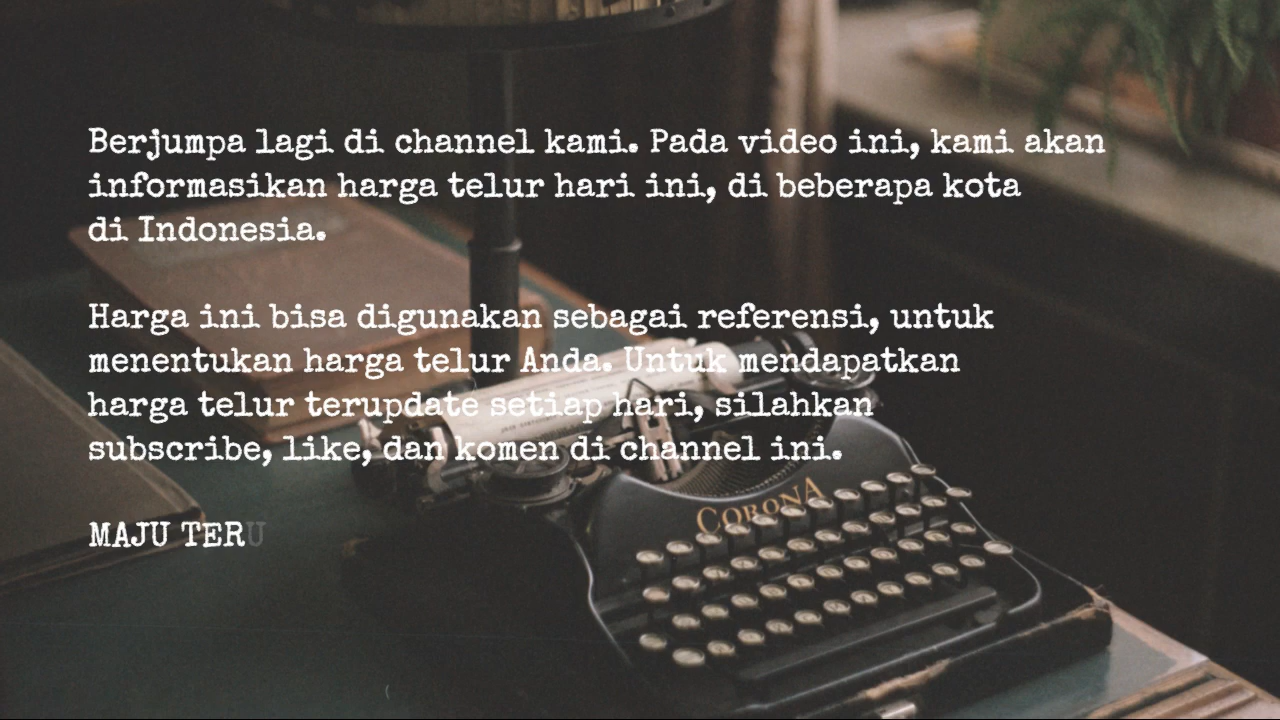 Berjumpa lagi di channel kami. Pada video ini, kami akan
informasikan harga telur hari ini, di beberapa kota
di Indonesia.
Harga ini bisa digunakan sebagai referensi, untuk
menentukan harga telur Anda. Untuk mendapatkan
harga telur terupdate setiap hari, silahkan
subscribe, like, dan komen di channel ini.
CORONA
MAJU TERU